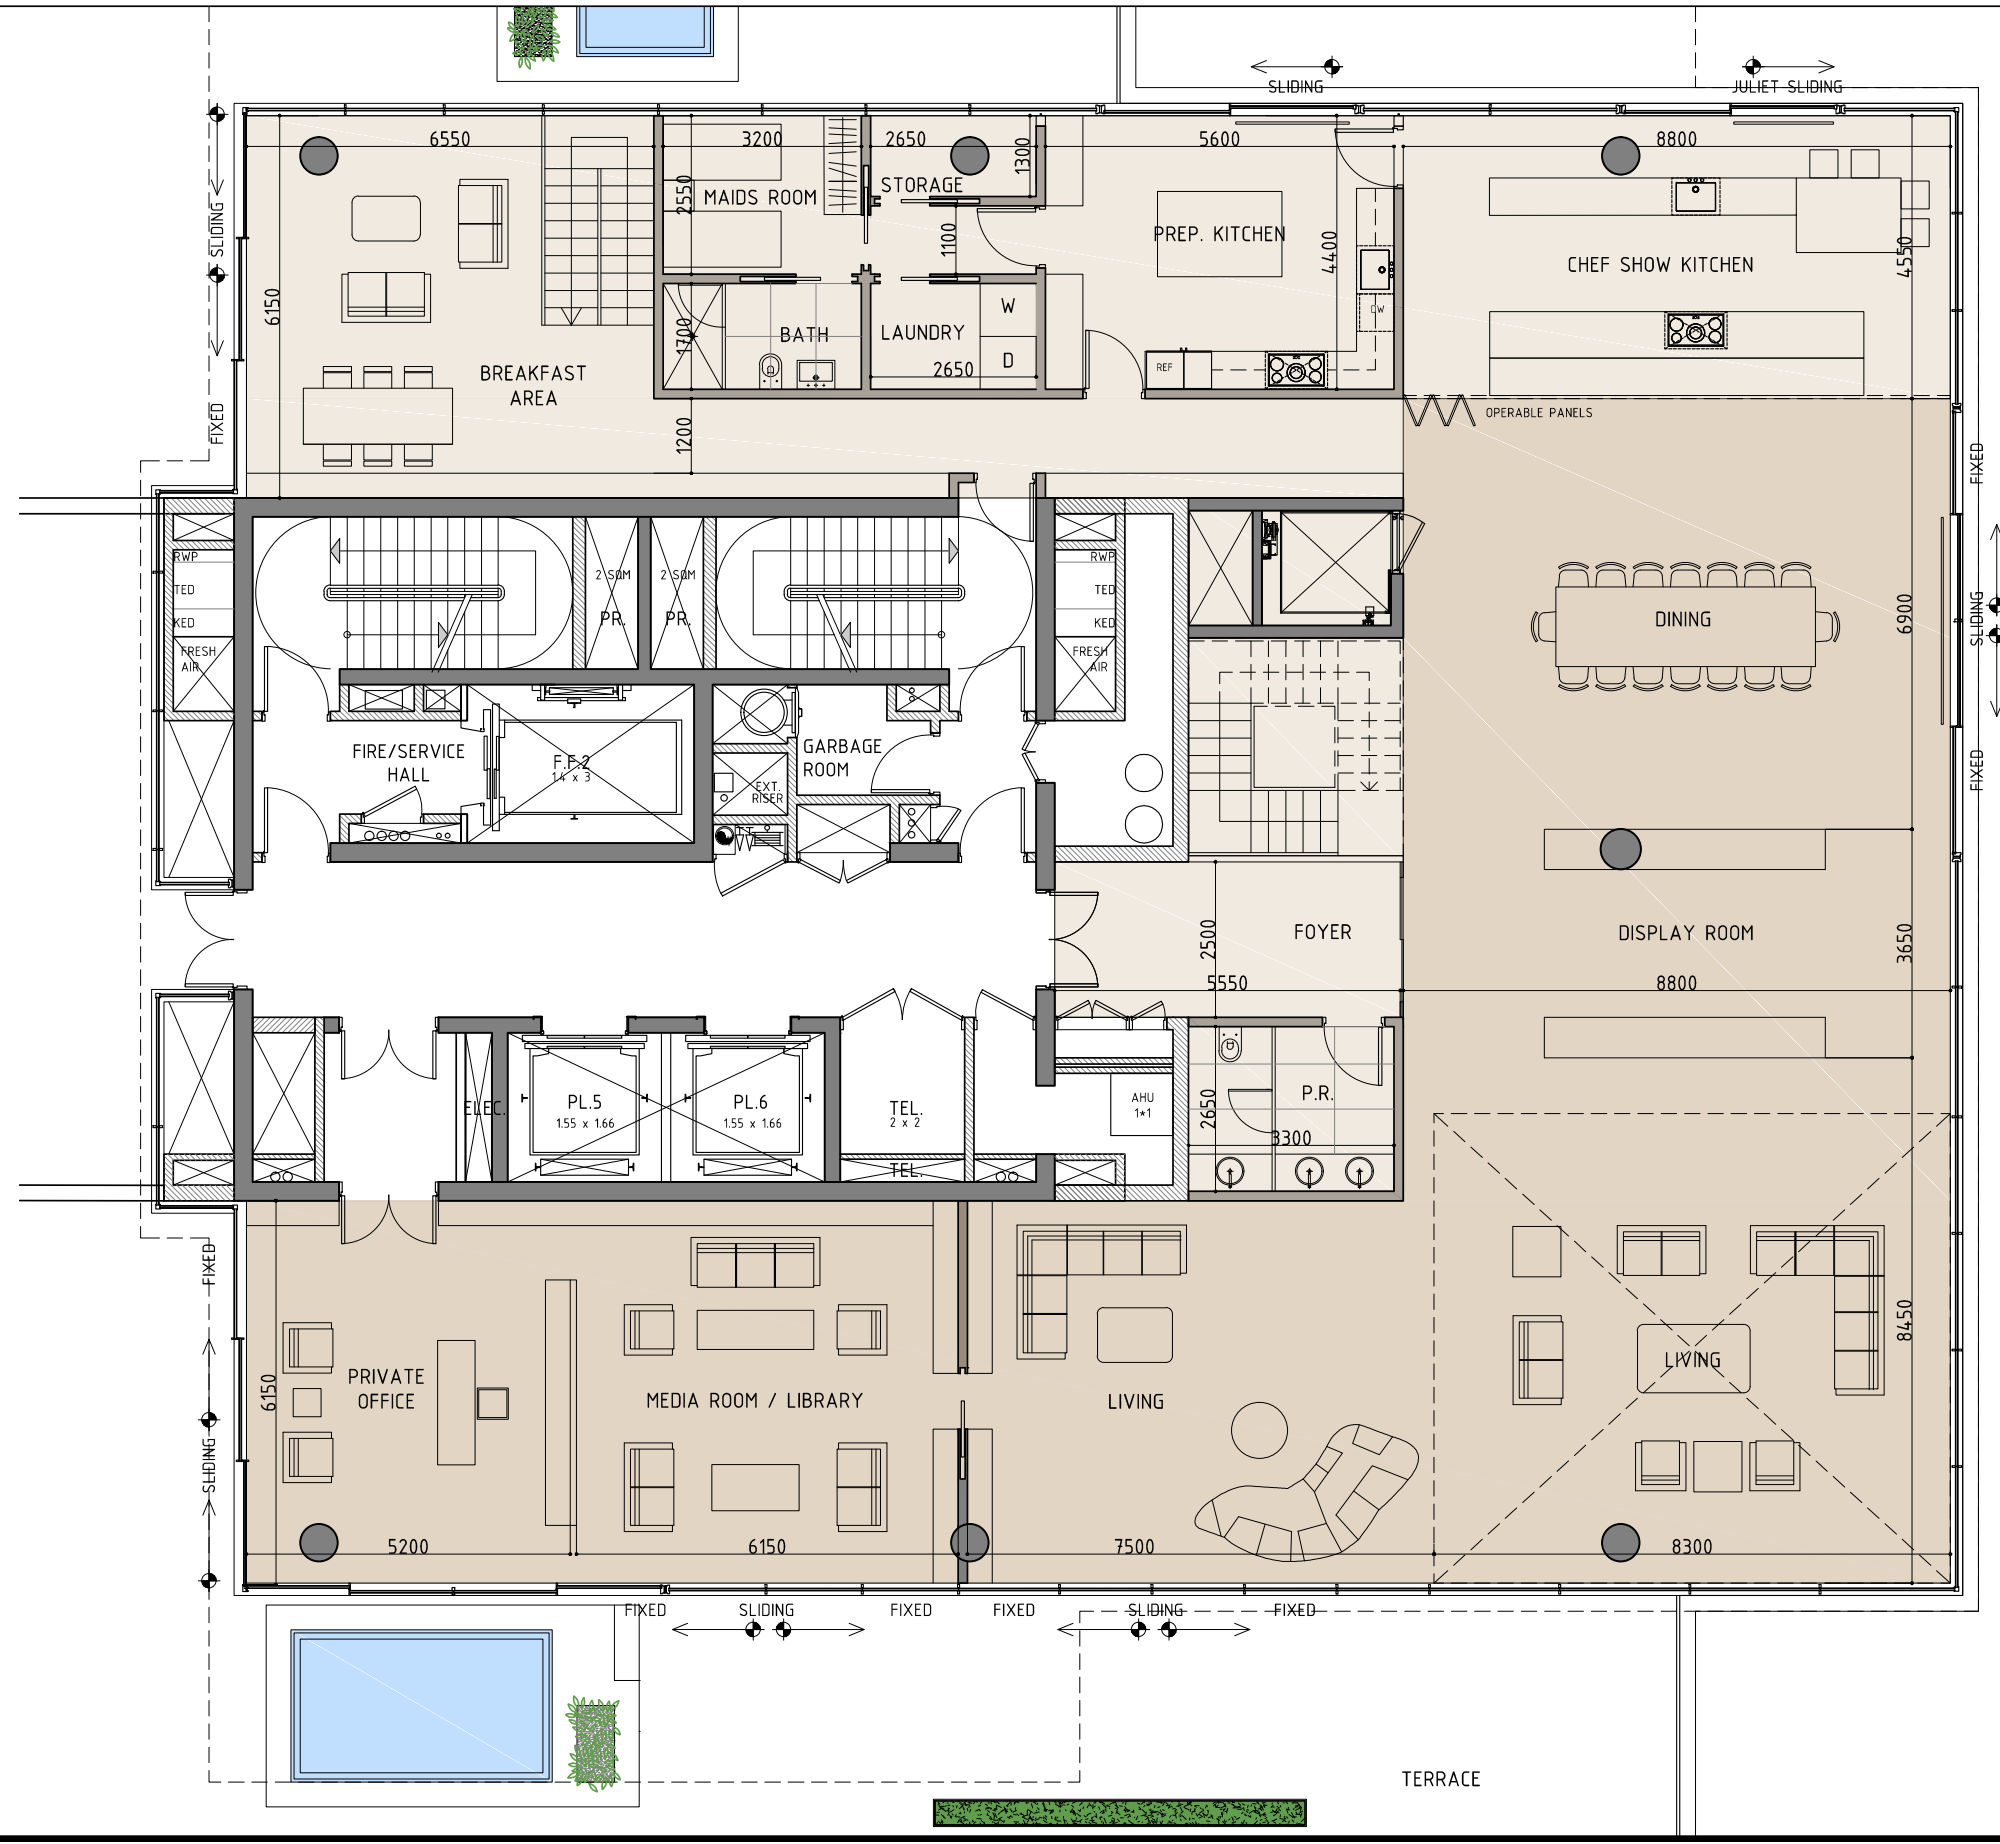 SLIDING
JULIET SLIDING
6550
3200
2650
1300
5600
8800
SLIDING
2550
MAIDS ROOM
STORAGE
1100
PREP. KITCHEN
4400
4550
CHEF SHOW KITCHEN
6150
1700
BATH
LAUNDRY
W
D
DW
2650
REF
BREAKFAST
AREA
FIXED
1200
OPERABLE PANELS
FIXED
RWP
TED
KED
FRESH
AIR
2 SQM
PR.
2 SQM
PR.
RWP
TED
KED
FRESH
AIR
DINING
6900
SLIDING
FIRE/SERVICE
HALL
F.F.2
1.4 x 3
GARBAGE
ROOM
EXT.
RISER
FIXED
2500
FOYER
DISPLAY ROOM
3650
5550
8800
ELEC.
PL.5
1.55 x 1.66
PL.6
1.55 x 1.66
TEL.
2 x 2
TEL.
AHU
1*1
2650
P.R.
3300
FIXED
6150
PRIVATE
OFFICE
MEDIA ROOM / LIBRARY
LIVING
LIVING
8450
SLIDING
5200
6150
7500
8300
FIXED
SLIDING
FIXED
FIXED
SLIDING
FIXED
TERRACE